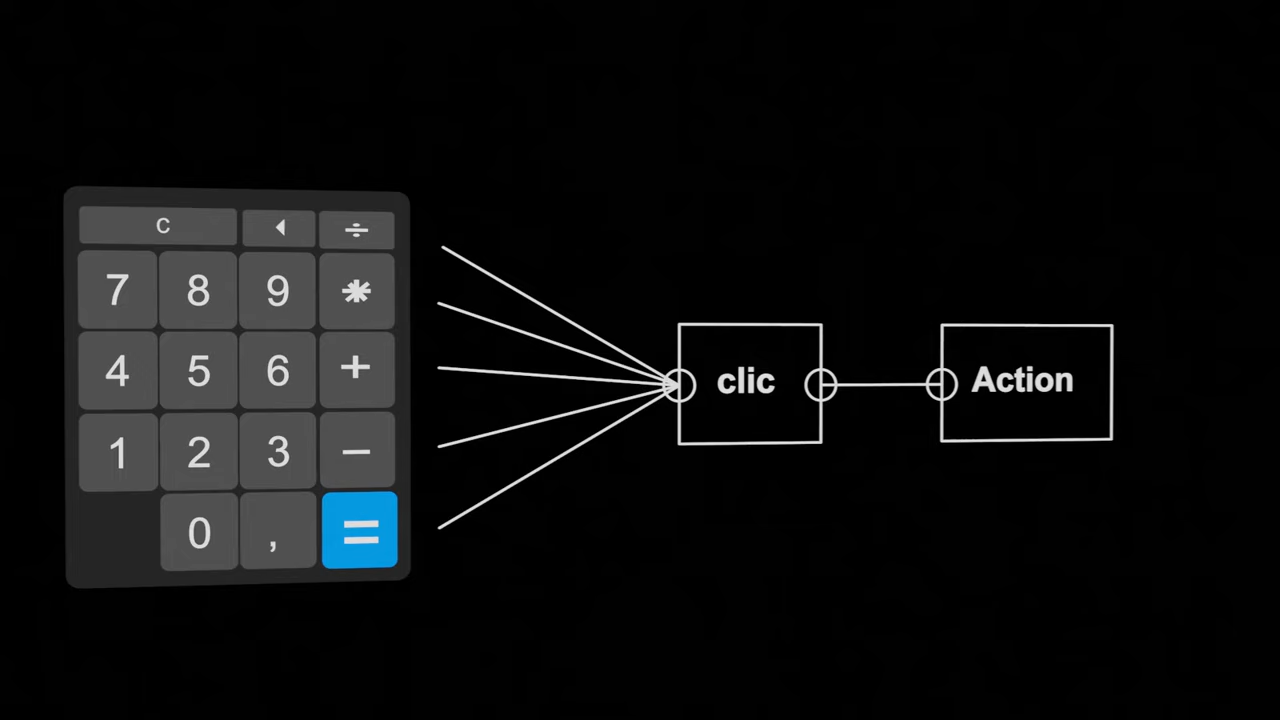 C ÷
7 8 9 *
4 5 6 +
1 2 3 −
0 , =
clic
Action